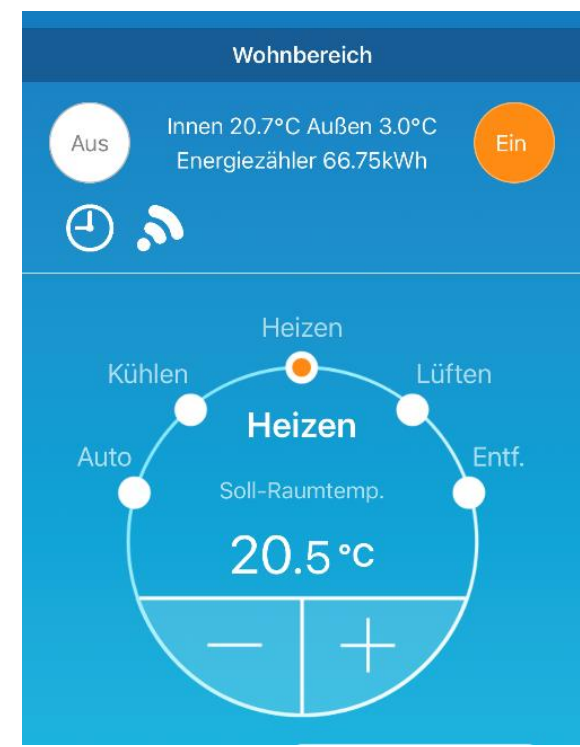 Wohnbereich
Aus
Innen 20.7°C Außen 3.0°C
Energiezähler 66.75kWh
Ein
Heizen
Kühlen
Lüften
Heizen
Auto
Entf.
Soll-Raumtemp.
20.5 °C
− +